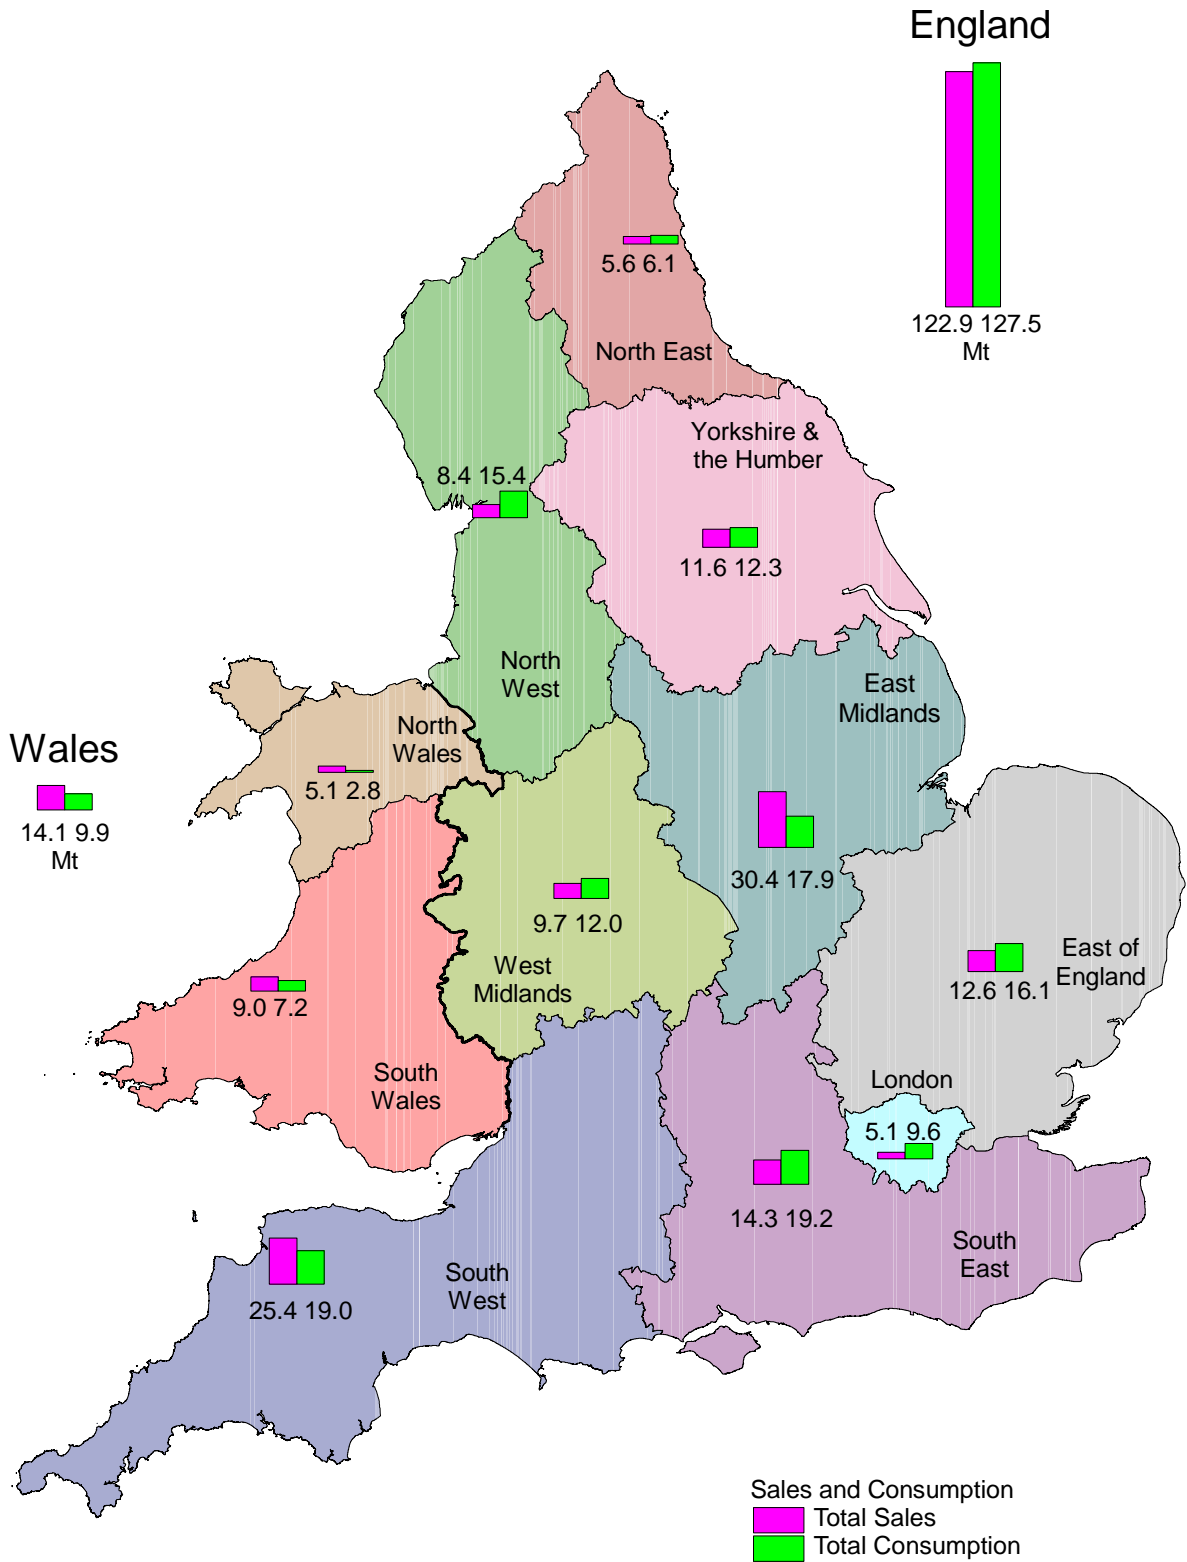 England
122.9 127.5
Mt
5.6 6.1
North East
Yorkshire &
the Humber
8.4 15.4
11.6 12.3
North
West
East
Midlands
North
Wales
Wales
5.1 2.8
14.1 9.9
Mt
30.4 17.9
9.7 12.0
East of
England
West
Midlands
12.6 16.1
9.0 7.2
South
Wales
London
5.1 9.6
14.3 19.2
South
East
South
West
25.4 19.0
Sales and Consumption
Total Sales
Total Consumption